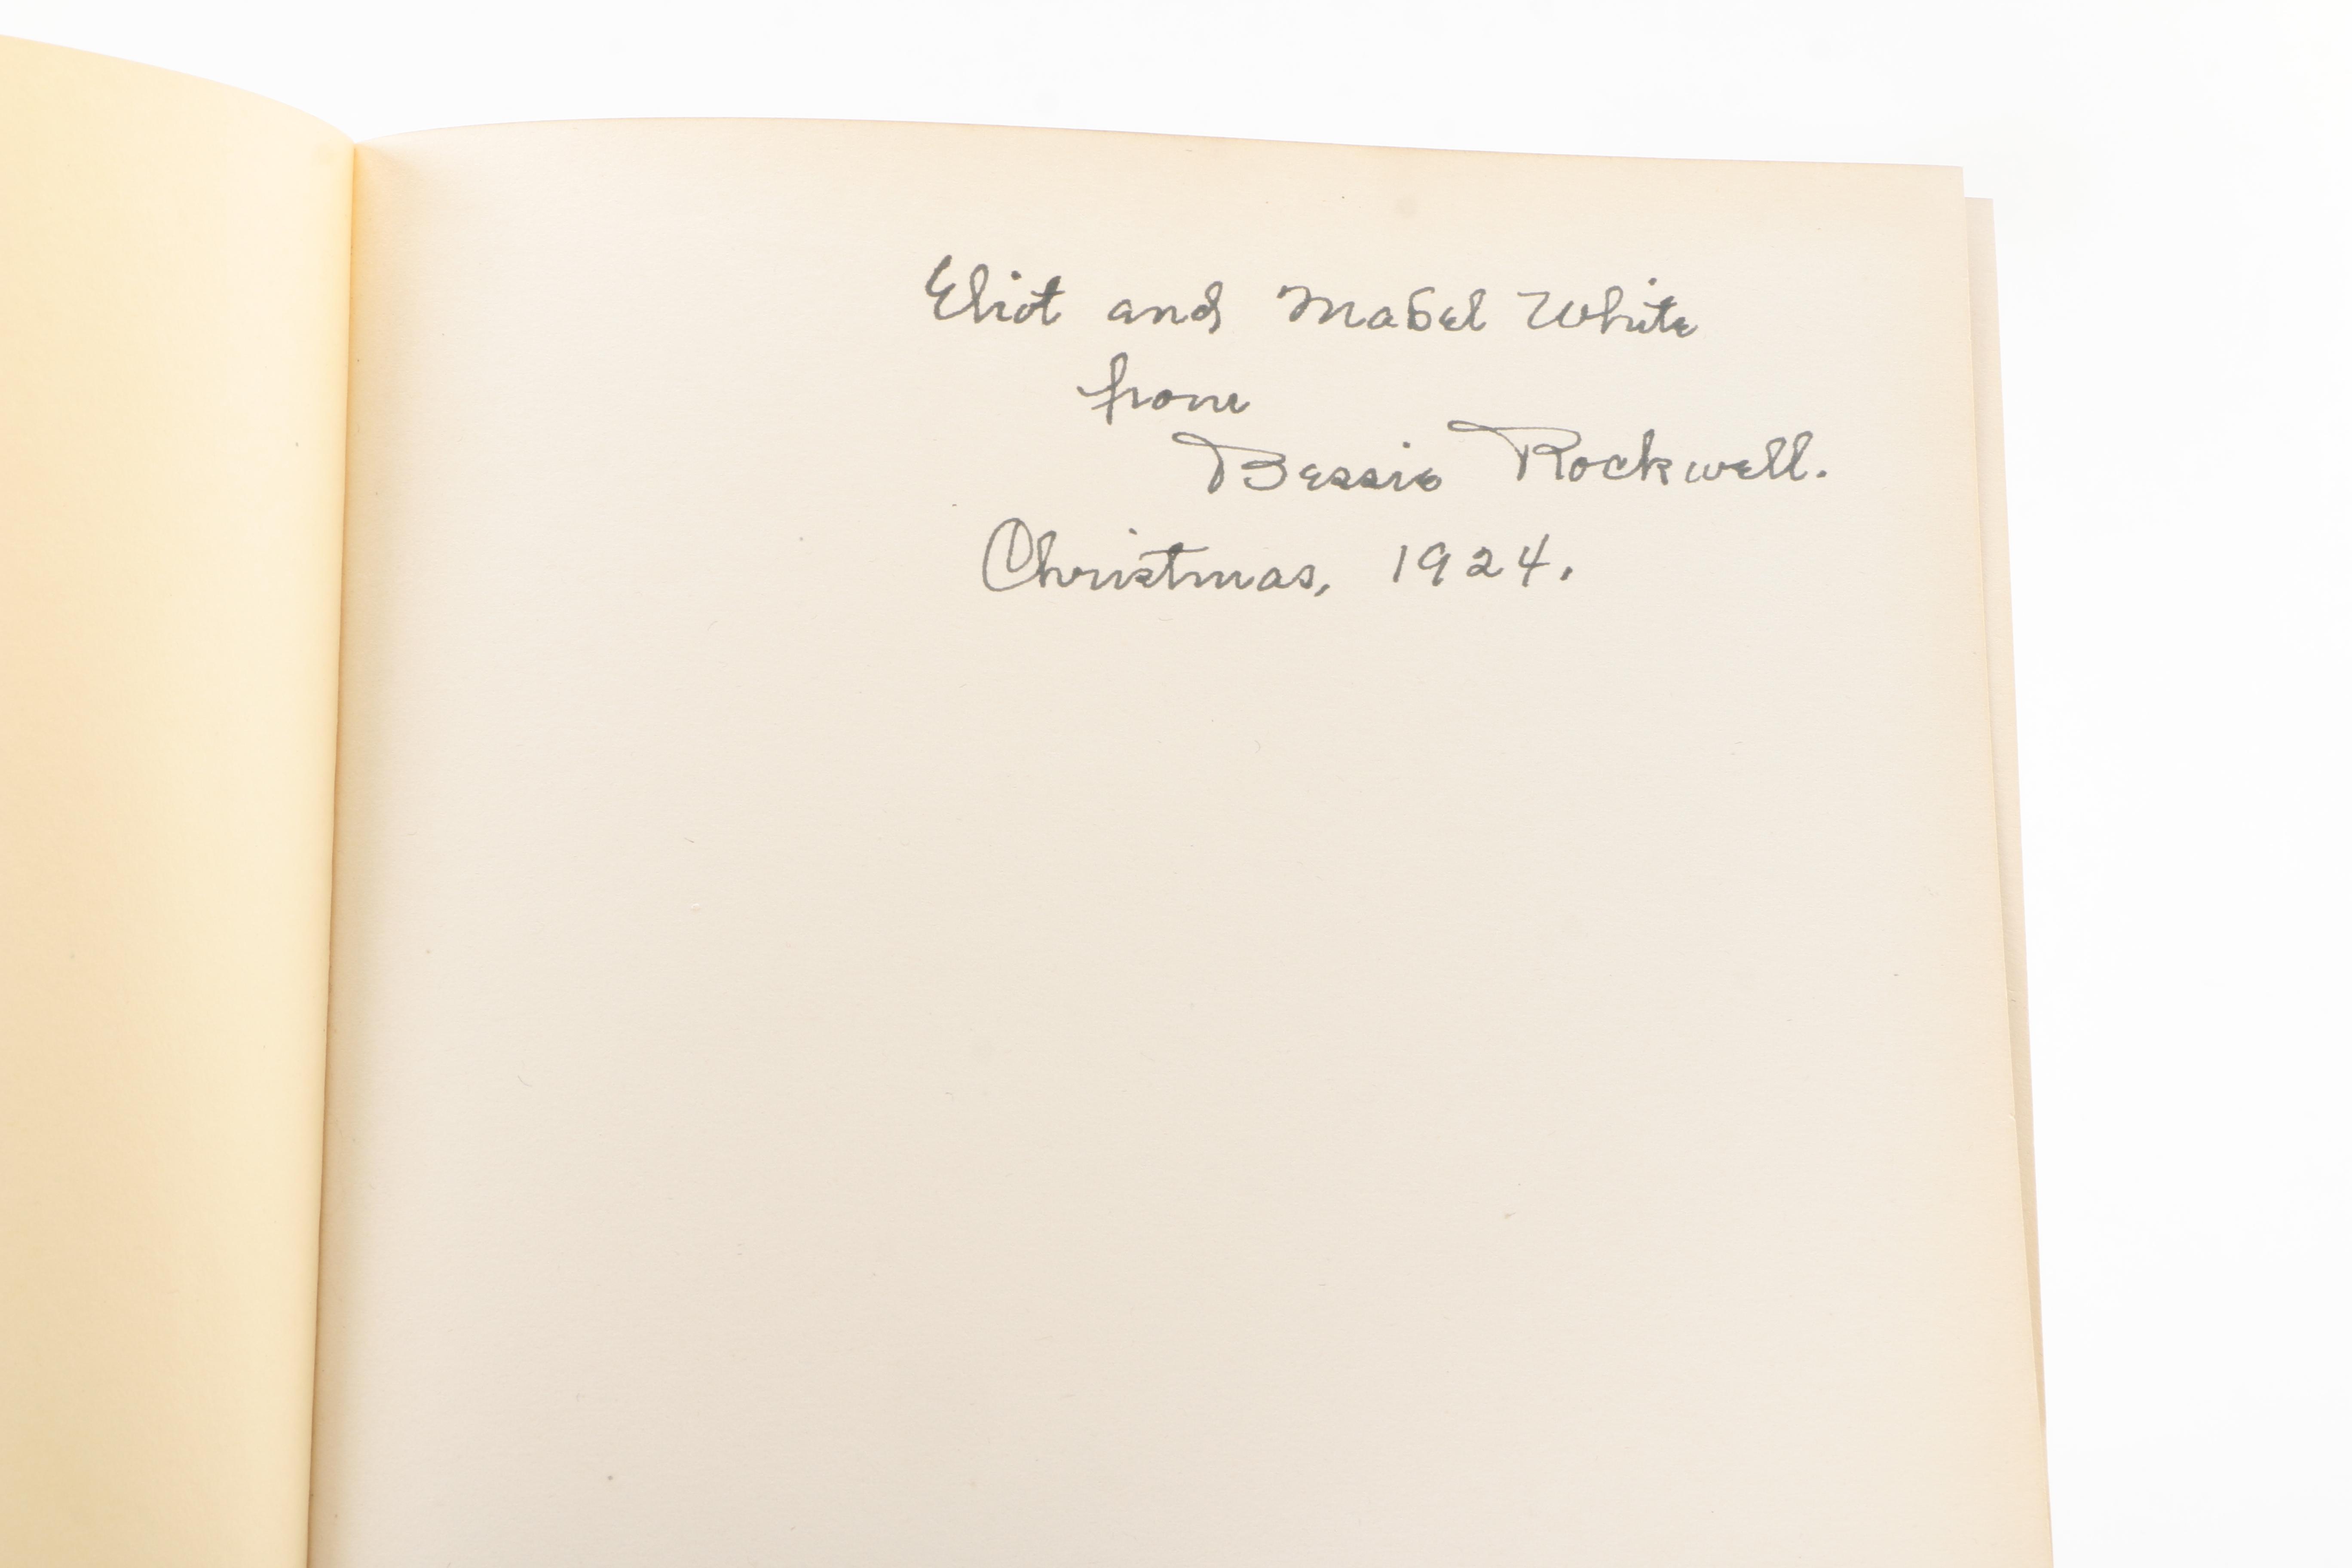 Eliot and Mabel White
from
Bessie Rockwell.
Christmas, 1924.